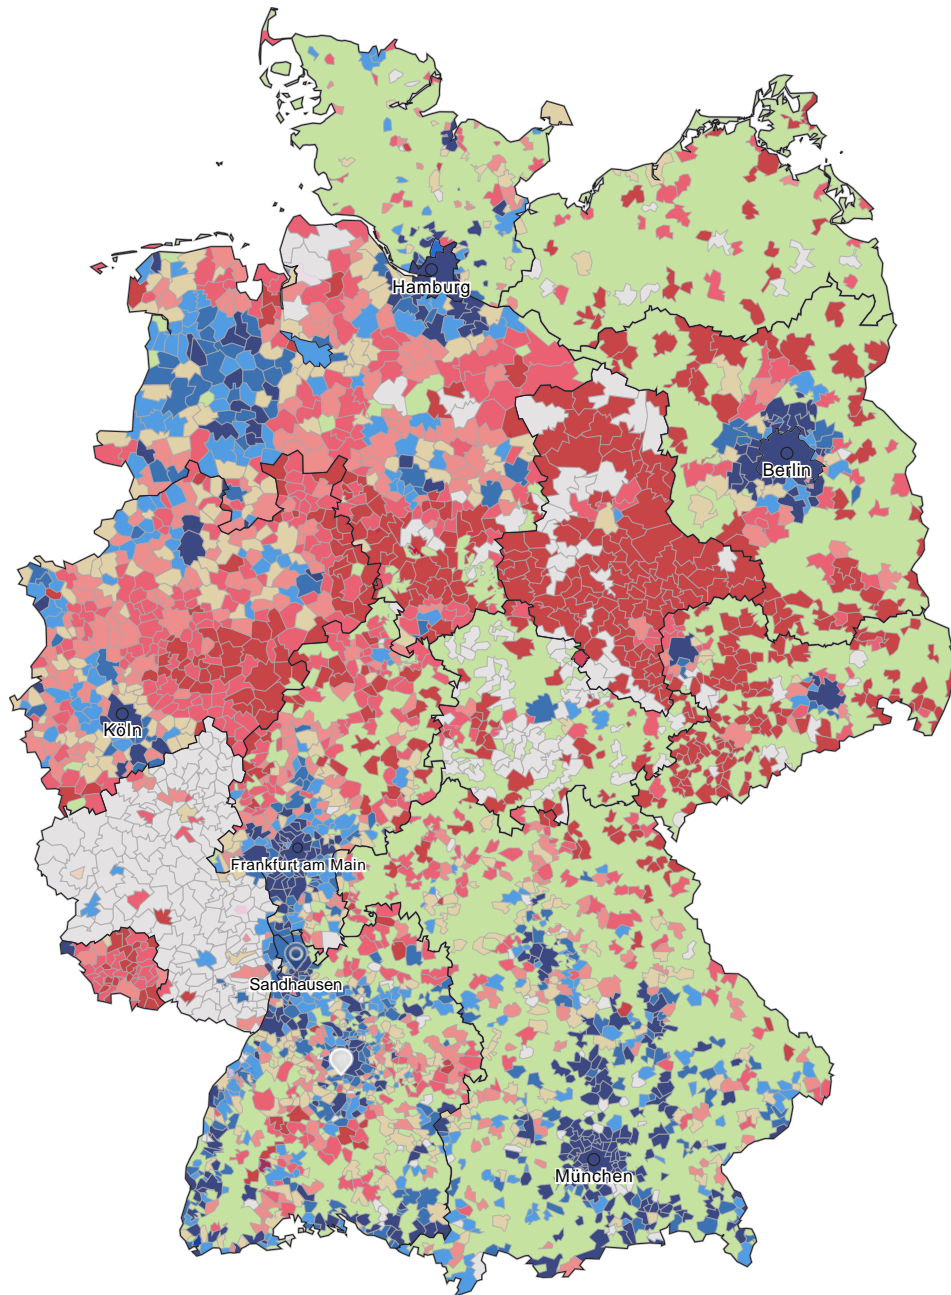 Hamburg
Berlin
Köln
Frankfurt am Main
Sandhausen
München